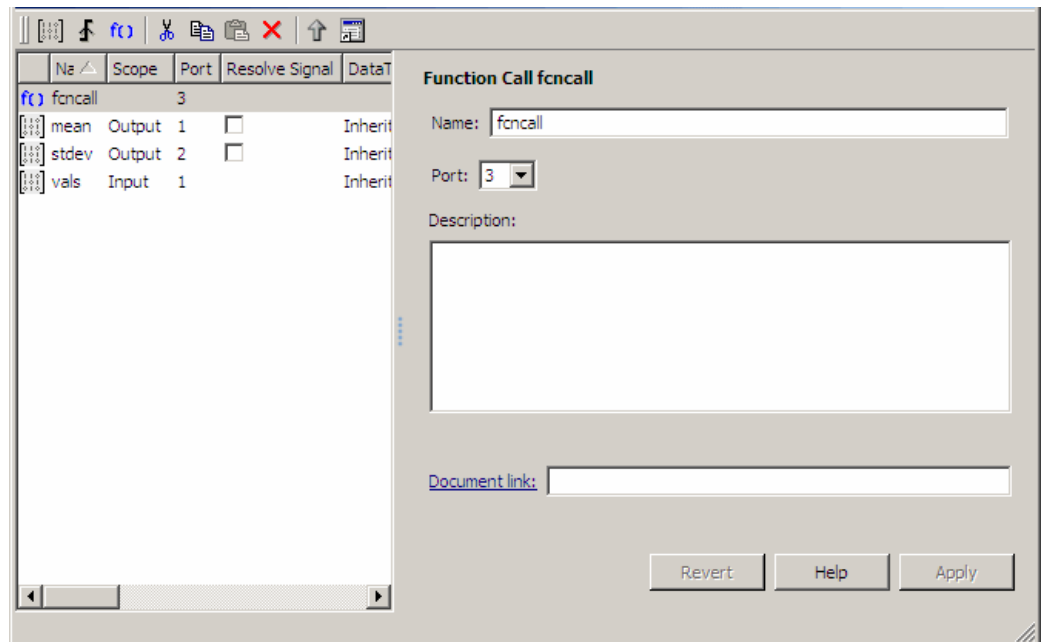 f()
Na Scope Port Resolve Signal DataT
f() fcncall 3
mean Output 1 Inherit
stdev Output 2 Inherit
vals Input 1 Inherit
Function Call fcncall
Name: fcncall
Port: 3
Description:
Document link:
Revert Help Apply